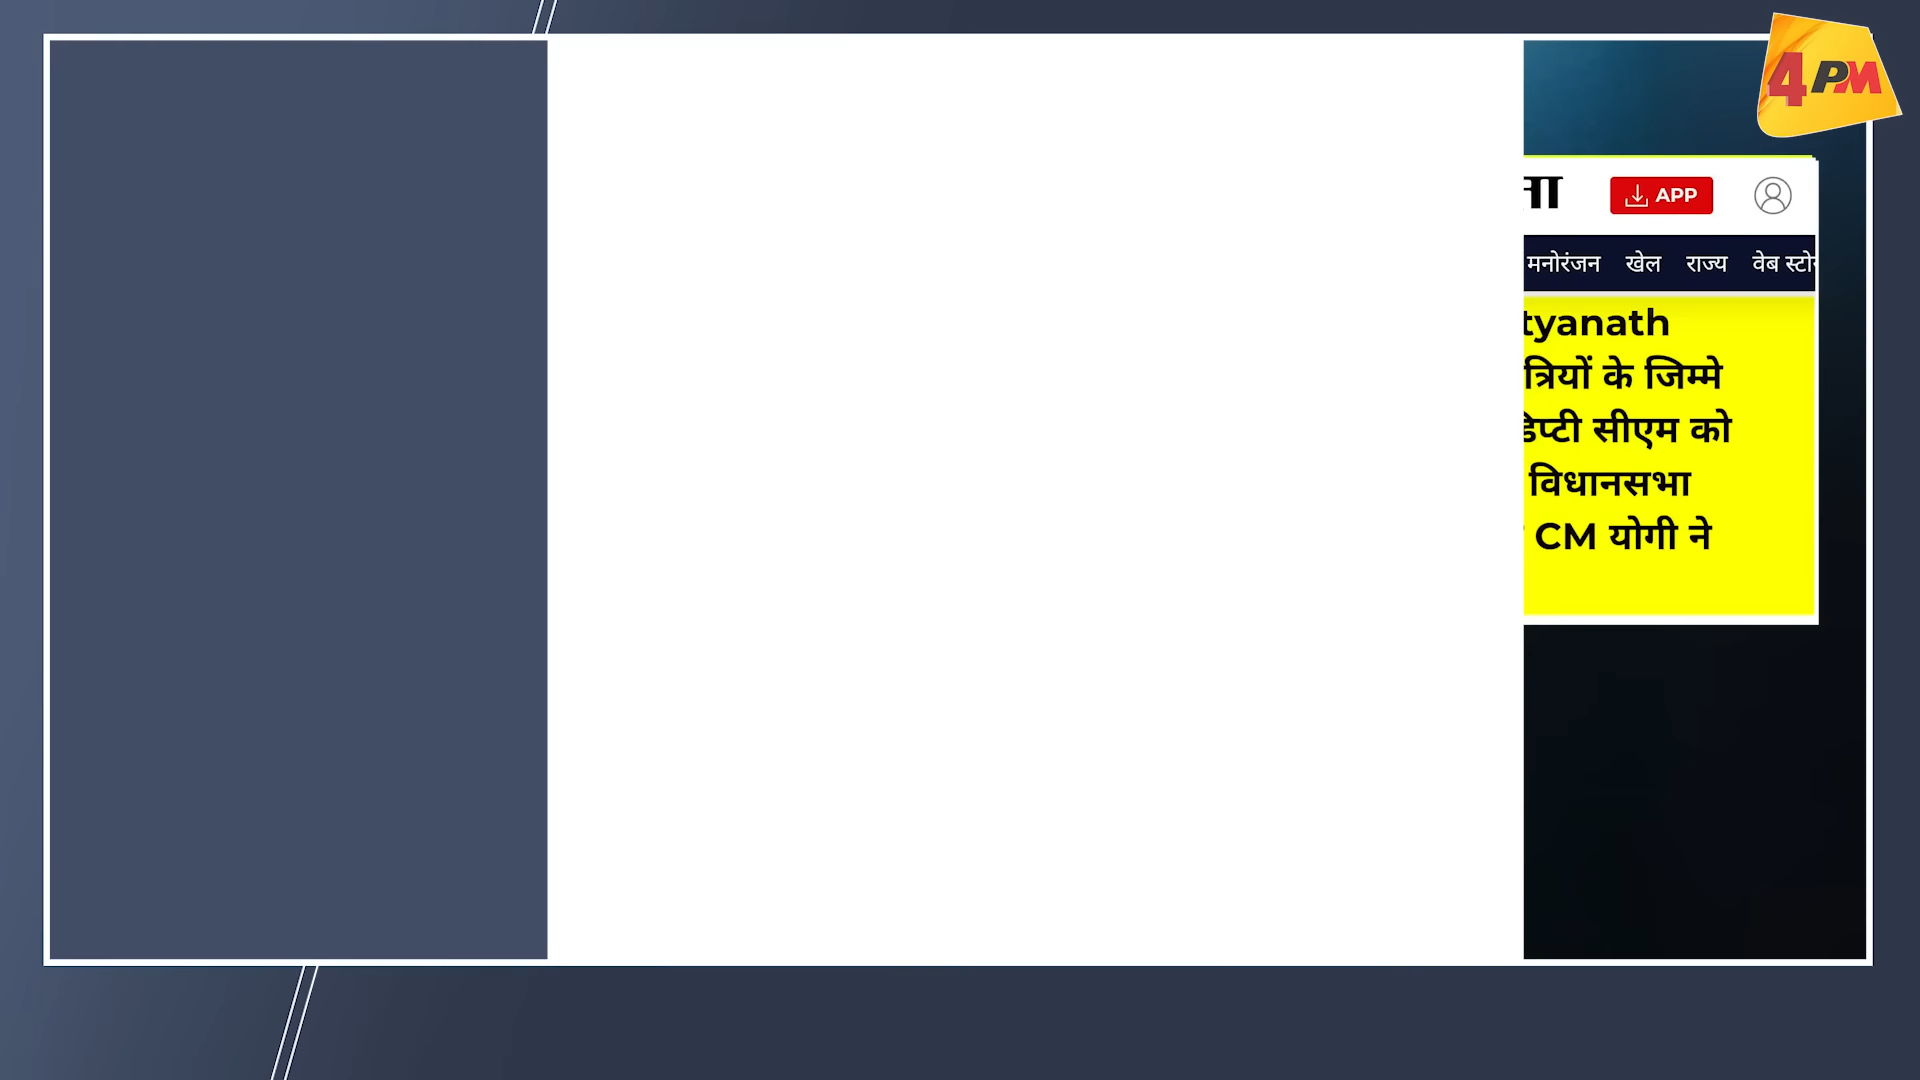 4PM
APP
मनोरंजन खेल राज्य वेब
tyanath
के जिम्मे
सीएम को
विधानसभा
CM योगी ने